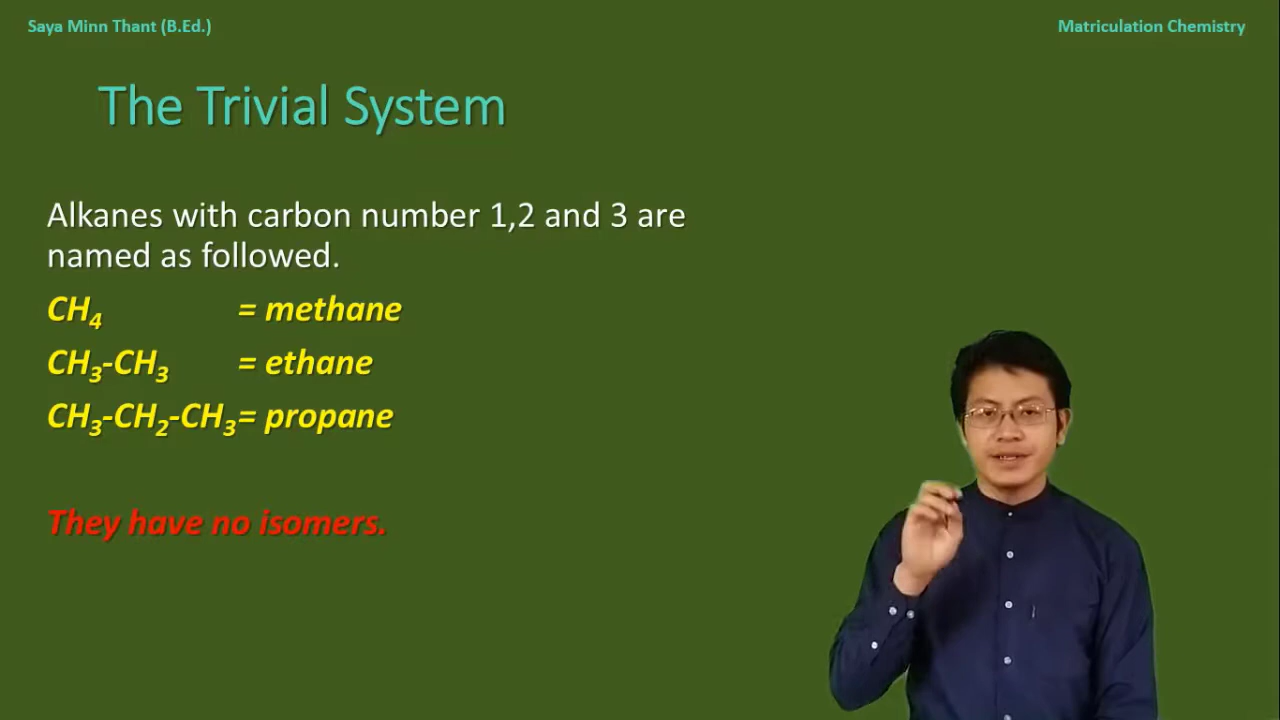 Saya Minn Thant (B.Ed.)
Matriculation Chemistry
The Trivial System
Alkanes with carbon number 1,2 and 3 are
named as followed.
CH₄ = methane
CH₃-CH₃ = ethane
CH₃-CH₂-CH₃= propane
They have no isomers.